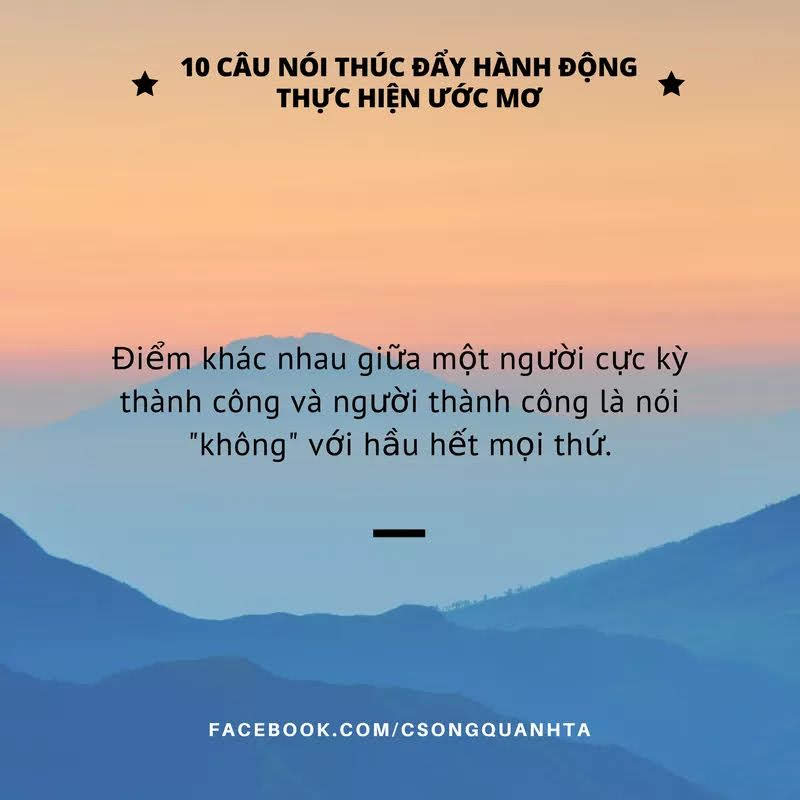 10 CÂU NÓI THÚC ĐẨY HÀNH ĐỘNG
THỰC HIỆN ƯỚC MƠ
Điểm khác nhau giữa một người cực kỳ
thành công và người thành công là nói
"không" với hầu hết mọi thứ.
FACEBOOK.COM/CSONGQUANHTA